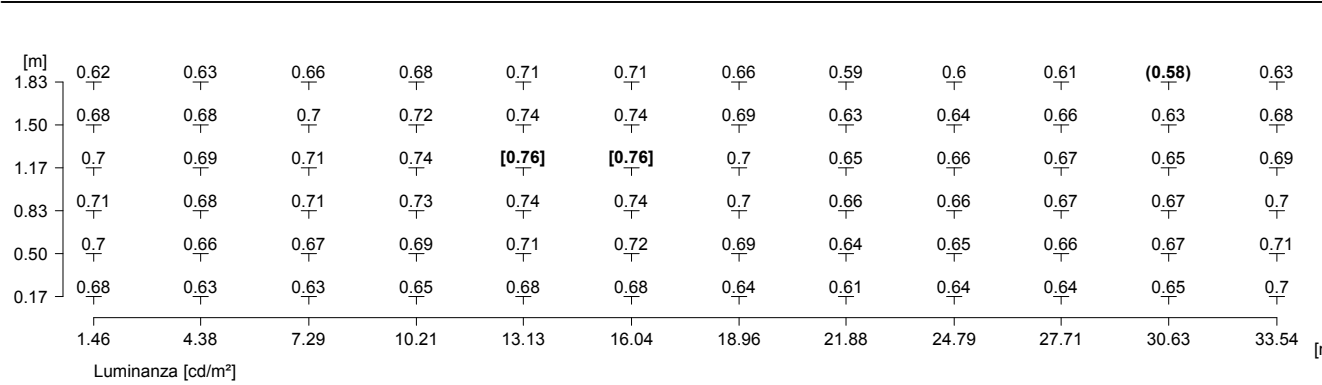 [m]
1.83 0.62 0.63 0.66 0.68 0.71 0.71 0.66 0.59 0.6 0.61 (0.58) 0.63
1.50 0.68 0.68 0.7 0.72 0.74 0.74 0.69 0.63 0.64 0.66 0.63 0.68
1.17 0.7 0.69 0.71 0.74 [0.76] [0.76] 0.7 0.65 0.66 0.67 0.65 0.69
0.83 0.71 0.68 0.71 0.73 0.74 0.74 0.7 0.66 0.66 0.67 0.67 0.7
0.50 0.7 0.66 0.67 0.69 0.71 0.72 0.69 0.64 0.65 0.66 0.67 0.71
0.17 0.68 0.63 0.63 0.65 0.68 0.68 0.64 0.61 0.64 0.64 0.65 0.7
1.46 4.38 7.29 10.21 13.13 16.04 18.96 21.88 24.79 27.71 30.63 33.54
Luminanza [cd/m²]